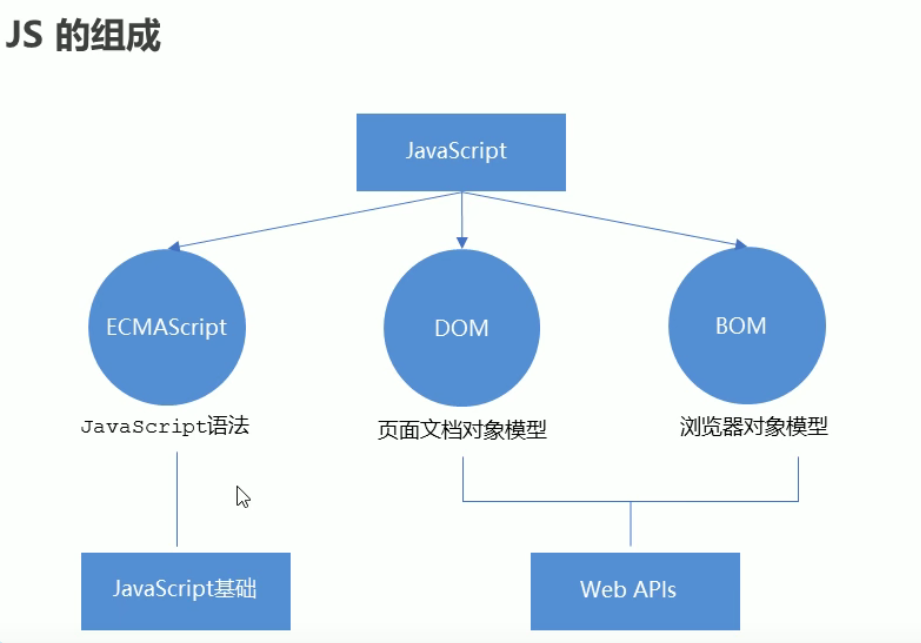 JS 的组成
JavaScript
ECMAScript
DOM
BOM
JavaScript语法
页面文档对象模型
浏览器对象模型
JavaScript基础
Web APIs